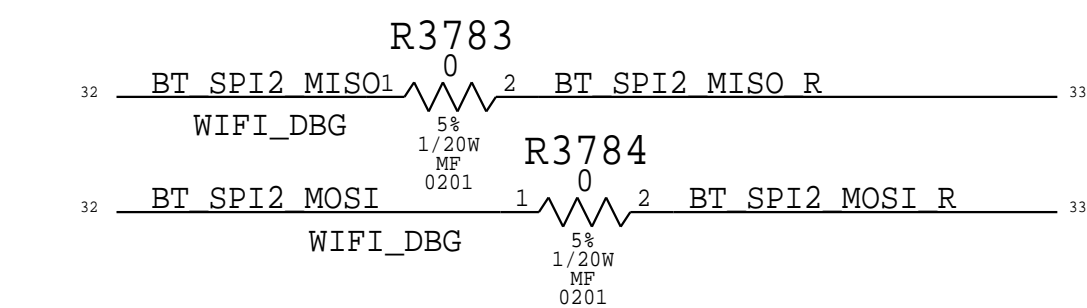 R3783
0
32 BT_SPI2_MISO 1 2 BT_SPI2_MISO_R 33
WIFI_DBG
5%
1/20W
MF
0201
R3784
0
32 BT_SPI2_MOSI 1 2 BT_SPI2_MOSI_R 33
WIFI_DBG
5%
1/20W
MF
0201